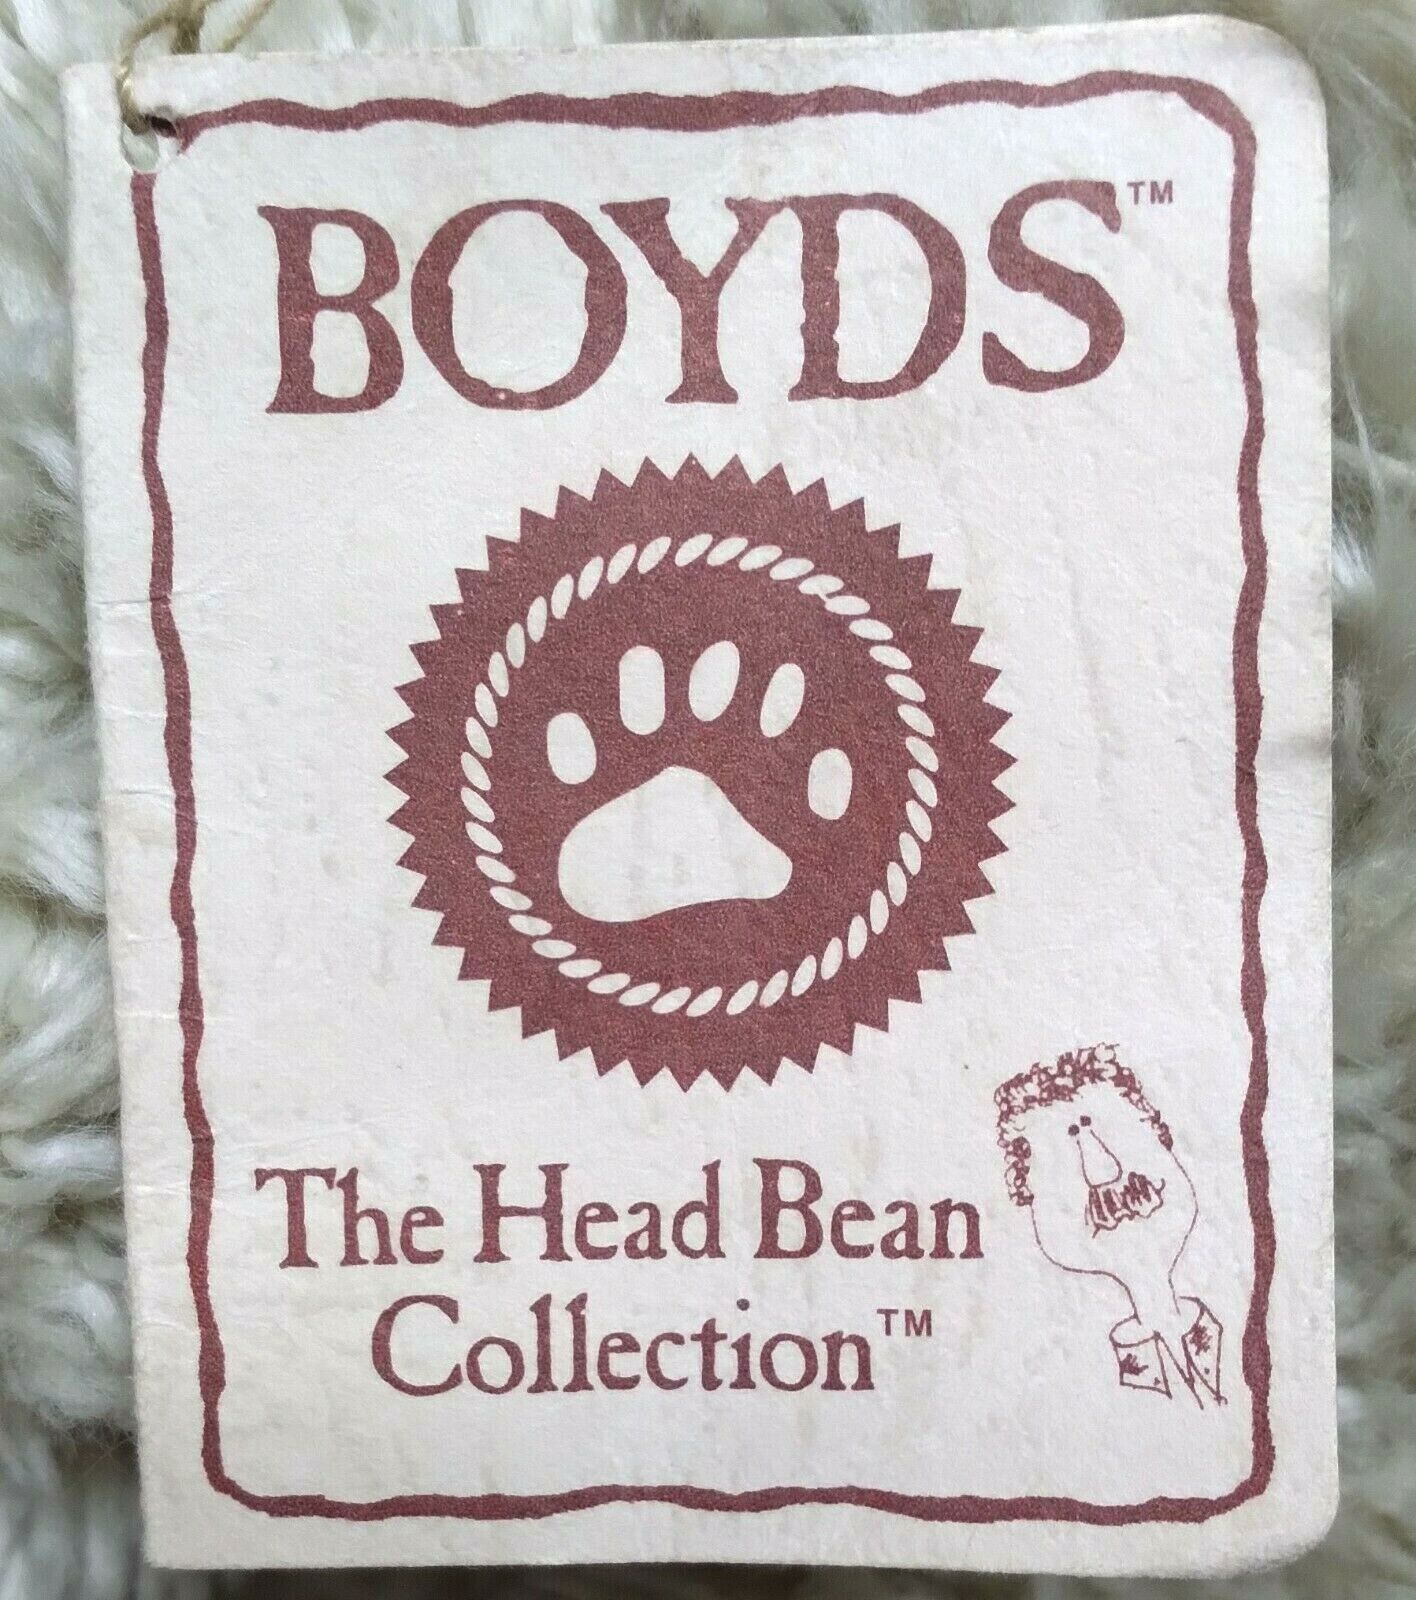 BOYDS™
The Head Bean
Collection™